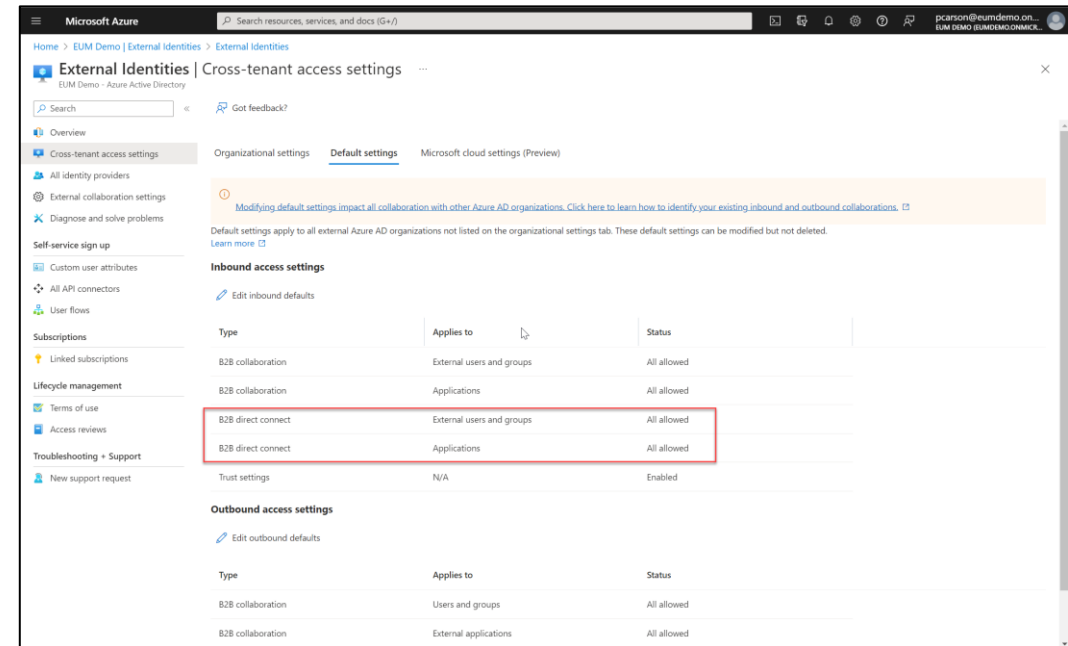 Microsoft Azure
Search resources, services, and docs (G+/)
pcarson@eumdemo.on...
EUM DEMO (EUMDEMO.ONMICR...
Home > EUM Demo | External Identities > External Identities
External Identities | Cross-tenant access settings ...
EUM Demo - Azure Active Directory
Search «
Got feedback?
Overview
Cross-tenant access settings
All identity providers
External collaboration settings
Diagnose and solve problems
Self-service sign up
Custom user attributes
All API connectors
User flows
Subscriptions
Linked subscriptions
Lifecycle management
Terms of use
Access reviews
Troubleshooting + Support
New support request
Organizational settings Default settings Microsoft cloud settings (Preview)
Modifying default settings impact all collaboration with other Azure AD organizations. Click here to learn how to identify your existing inbound and outbound collaborations.
Default settings apply to all external Azure AD organizations not listed on the organizational settings tab. These default settings can be modified but not deleted.
Learn more
Inbound access settings
Edit inbound defaults
Type Applies to Status
B2B collaboration External users and groups All allowed
B2B collaboration Applications All allowed
B2B direct connect External users and groups All allowed
B2B direct connect Applications All allowed
Trust settings N/A Enabled
Outbound access settings
Edit outbound defaults
Type Applies to Status
B2B collaboration Users and groups All allowed
B2B collaboration External applications All allowed